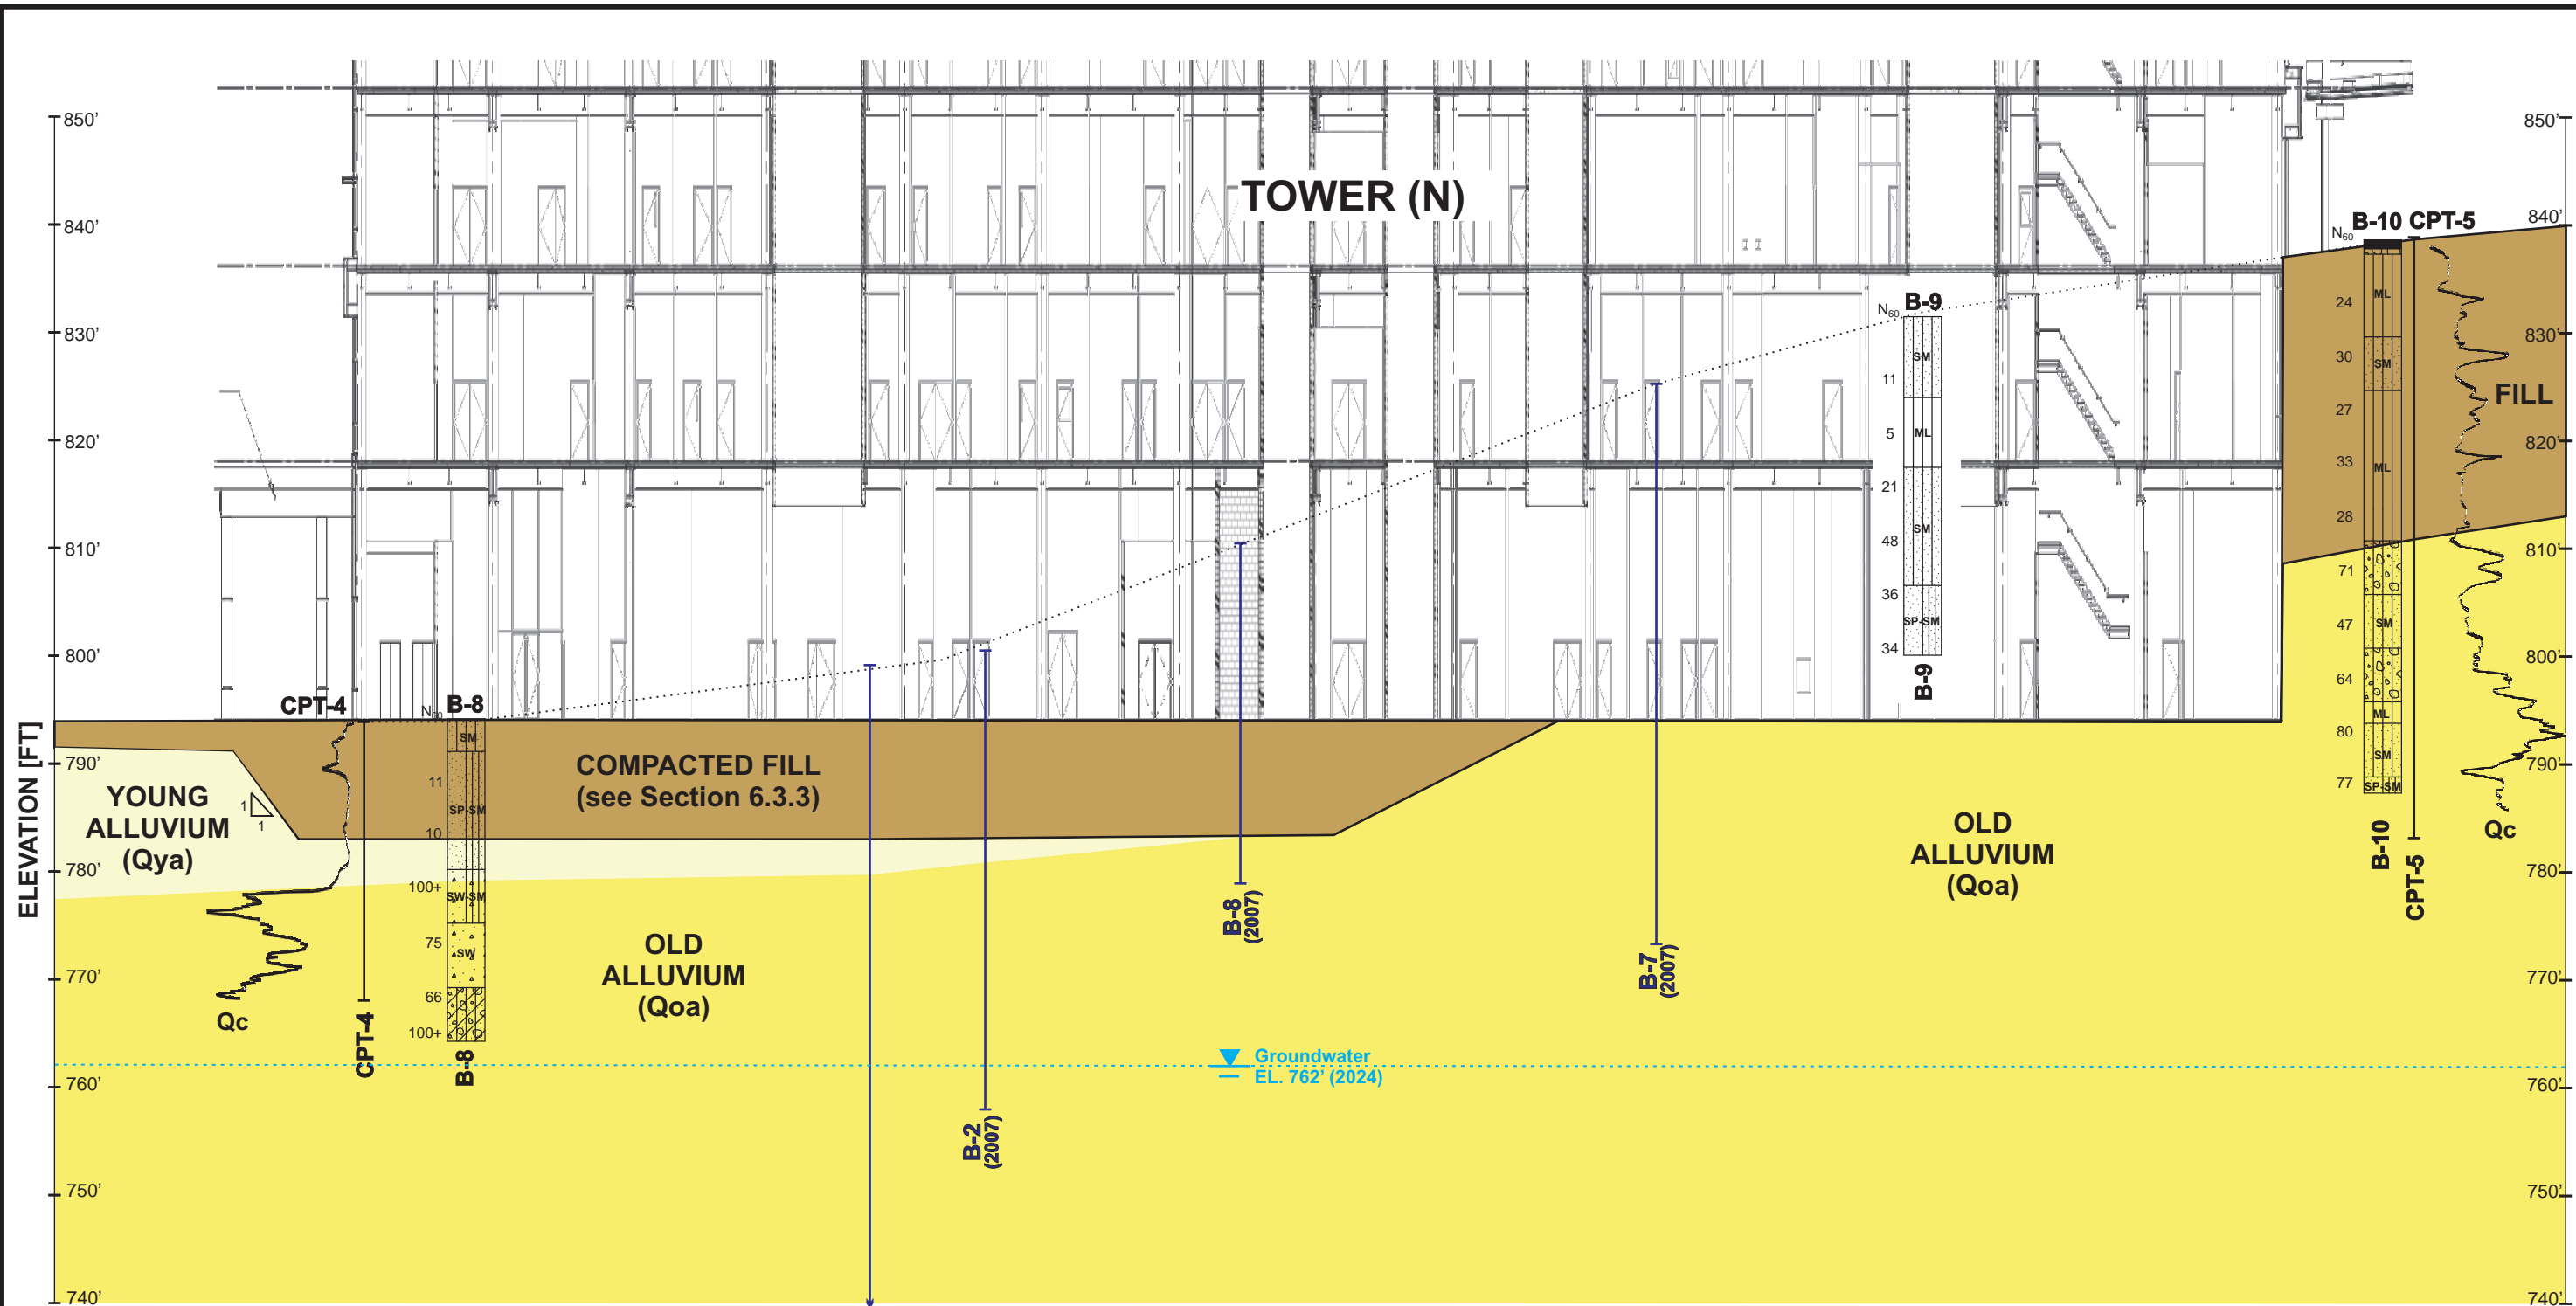 TOWER (N)
850’
840’
830’
820’
810’
800’
790’
780’
770’
760’
750’
740’
ELEVATION [FT]
850’
840’
830’
820’
810’
800’
790’
780’
770’
760’
750’
740’
CPT-4
N60
B-8
SM
11
SP-SM
10
100+
SW-SM
75
SW
66
100+
B-8
CPT-4
Qc
YOUNG
ALLUVIUM
(Qya)
1
1
COMPACTED FILL
(see Section 6.3.3)
OLD
ALLUVIUM
(Qoa)
B-2
(2007)
B-8
(2007)
Groundwater
EL. 762’ (2024)
B-7
(2007)
B-9
N60
SM
11
5
ML
21
SM
48
36
SP-SM
34
B-9
OLD
ALLUVIUM
(Qoa)
B-10 CPT-5
N60
ML
24
30
SM
27
33
ML
28
71
47
SM
64
ML
80
SM
77
SP-SM
B-10
CPT-5
FILL
Qc